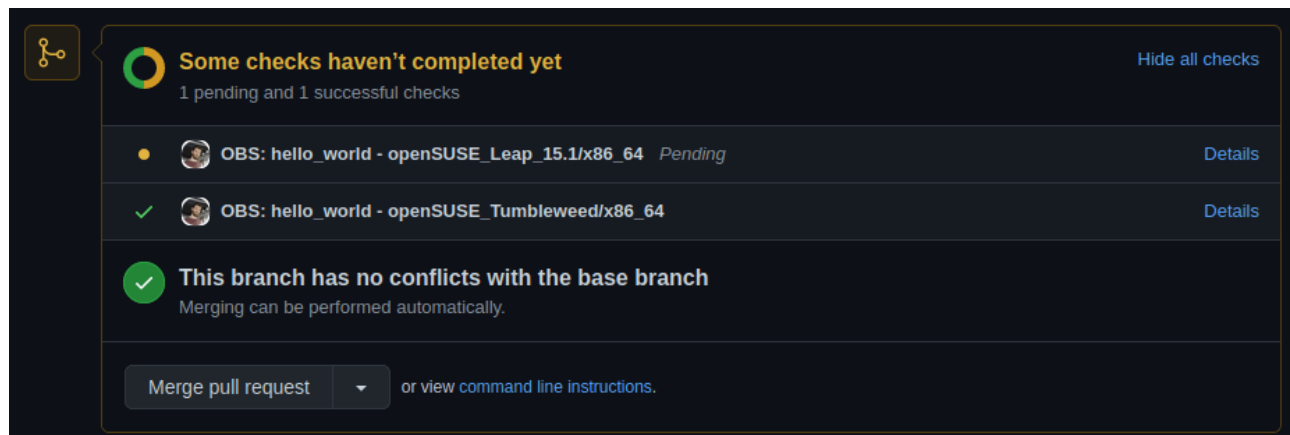 Some checks haven’t completed yet
Hide all checks
1 pending and 1 successful checks
OBS: hello_world - openSUSE_Leap_15.1/x86_64 Pending
Details
OBS: hello_world - openSUSE_Tumbleweed/x86_64
Details
This branch has no conflicts with the base branch
Merging can be performed automatically.
Merge pull request
or view command line instructions.